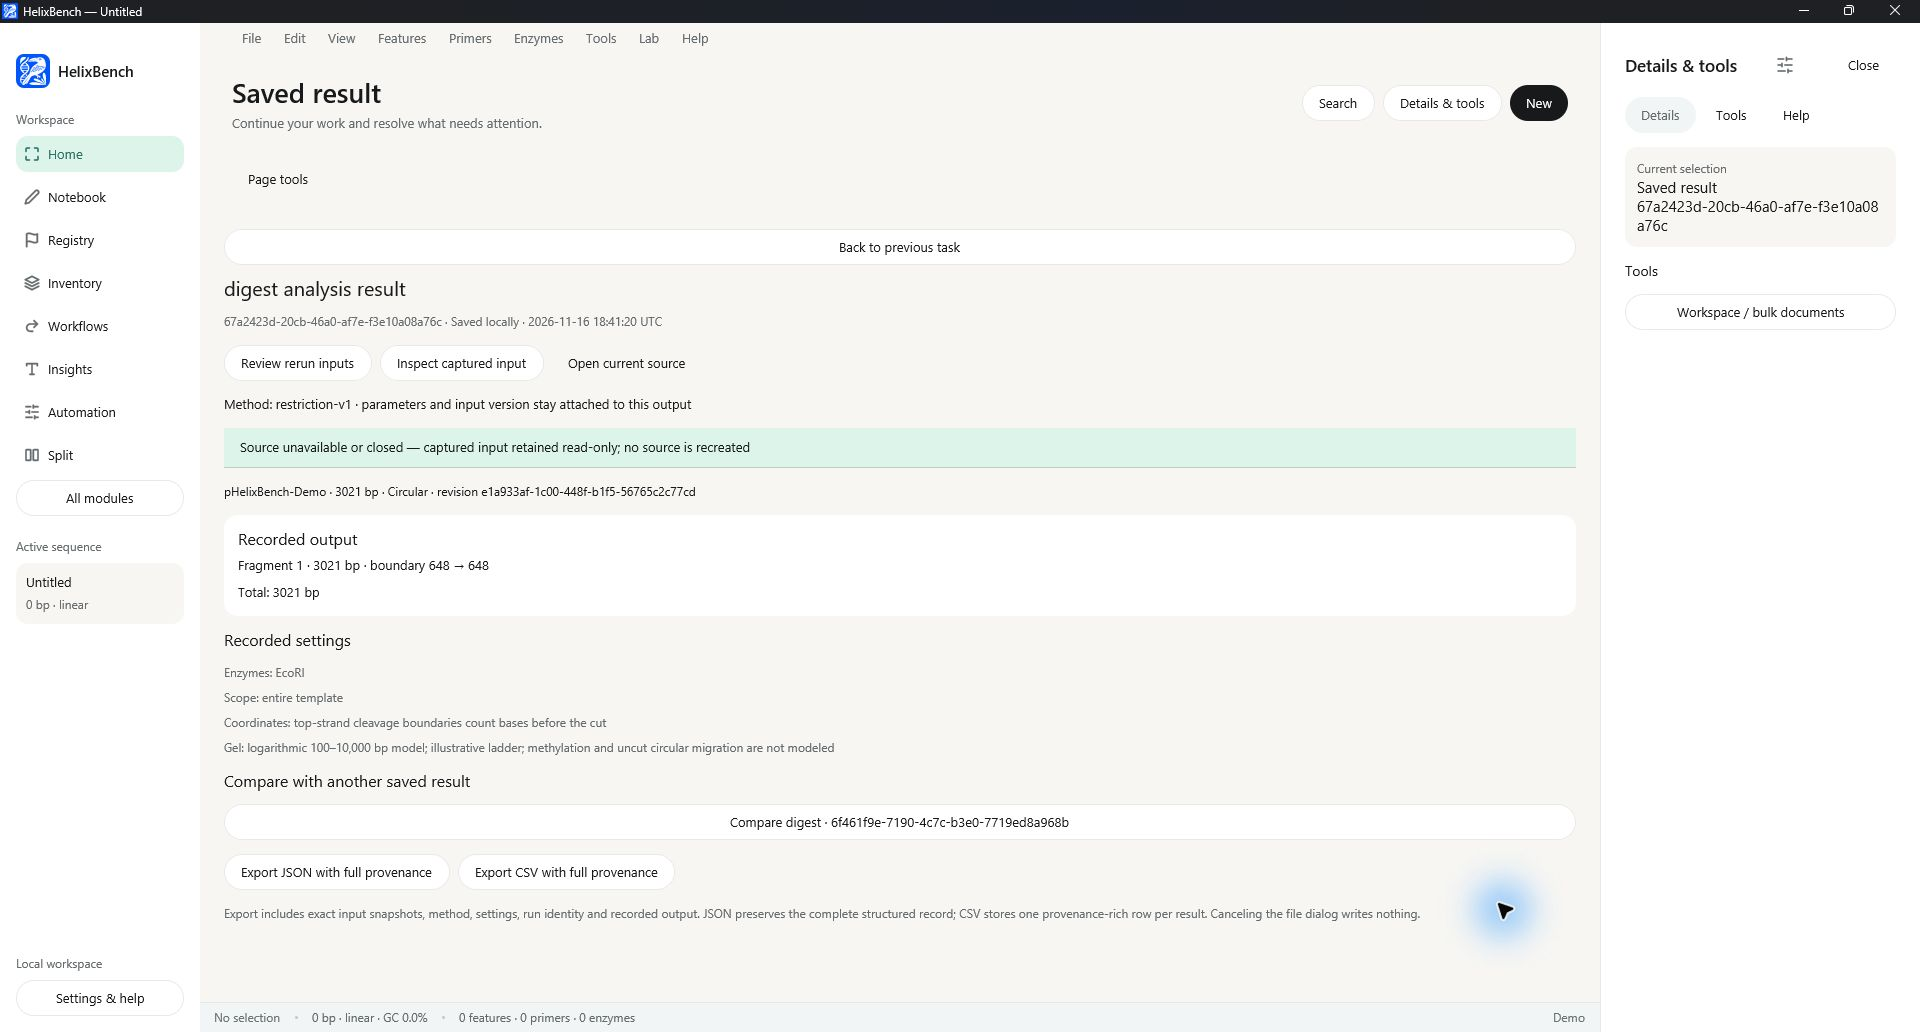 HelixBench — Untitled
HelixBench
Workspace
Home
Notebook
Registry
Inventory
Workflows
Insights
Automation
Split
All modules
Active sequence
Untitled
0 bp · linear
Local workspace
Settings & help
File Edit View Features Primers Enzymes Tools Lab Help
Saved result
Continue your work and resolve what needs attention.
Search Details & tools New
Page tools
Back to previous task
digest analysis result
67a2423d-20cb-46a0-af7e-f3e10a08a76c · Saved locally · 2026-11-16 18:41:20 UTC
Review rerun inputs Inspect captured input Open current source
Method: restriction-v1 · parameters and input version stay attached to this output
Source unavailable or closed — captured input retained read-only; no source is recreated
pHelixBench-Demo · 3021 bp · Circular · revision e1a933af-1c00-448f-b1f5-56765c2c77cd
Recorded output
Fragment 1 · 3021 bp · boundary 648 → 648
Total: 3021 bp
Recorded settings
Enzymes: EcoRI
Scope: entire template
Coordinates: top-strand cleavage boundaries count bases before the cut
Gel: logarithmic 100–10,000 bp model; illustrative ladder; methylation and uncut circular migration are not modeled
Compare with another saved result
Compare digest · 6f461f9e-7190-4c7c-b3e0-7719ed8a968b
Export JSON with full provenance Export CSV with full provenance
Export includes exact input snapshots, method, settings, run identity and recorded output. JSON preserves the complete structured record; CSV stores one provenance-rich row per result. Canceling the file dialog writes nothing.
No selection · 0 bp · linear · GC 0.0% · 0 features · 0 primers · 0 enzymes
Demo
Details & tools
Close
Details Tools Help
Current selection
Saved result
67a2423d-20cb-46a0-af7e-f3e10a08
a76c
Tools
Workspace / bulk documents